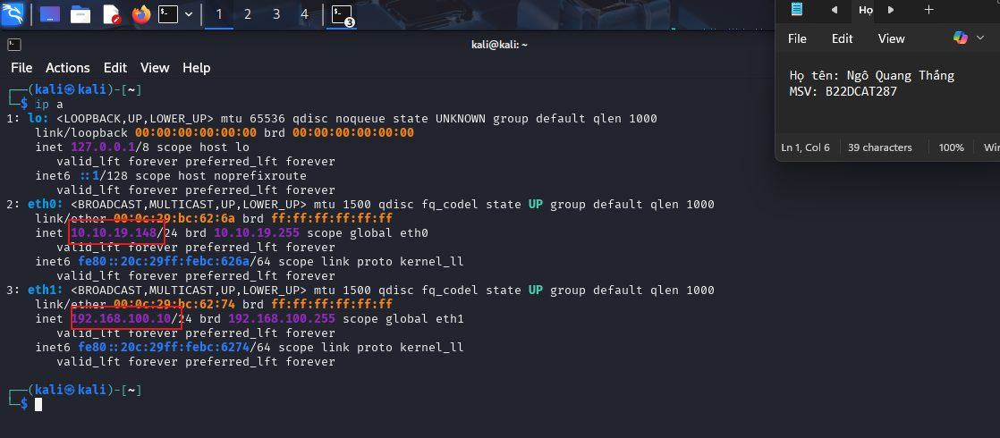 1 2 3 4
3
kali@kali: ~
File Actions Edit View Help
┌──(kali㉿kali)-[~]
└─$ ip a
1: lo: <LOOPBACK,UP,LOWER_UP> mtu 65536 qdisc noqueue state UNKNOWN group default qlen 1000
    link/loopback 00:00:00:00:00:00 brd 00:00:00:00:00:00
    inet 127.0.0.1/8 scope host lo
       valid_lft forever preferred_lft forever
    inet6 ::1/128 scope host noprefixroute
       valid_lft forever preferred_lft forever
2: eth0: <BROADCAST,MULTICAST,UP,LOWER_UP> mtu 1500 qdisc fq_codel state UP group default qlen 1000
    link/ether 00:0c:29:bc:62:6a brd ff:ff:ff:ff:ff:ff
    inet 10.10.19.148/24 brd 10.10.19.255 scope global eth0
       valid_lft forever preferred_lft forever
    inet6 fe80::20c:29ff:febc:626a/64 scope link proto kernel_ll
       valid_lft forever preferred_lft forever
3: eth1: <BROADCAST,MULTICAST,UP,LOWER_UP> mtu 1500 qdisc fq_codel state UP group default qlen 1000
    link/ether 00:0c:29:bc:62:74 brd ff:ff:ff:ff:ff:ff
    inet 192.168.100.10/24 brd 192.168.100.255 scope global eth1
       valid_lft forever preferred_lft forever
    inet6 fe80::20c:29ff:febc:6274/64 scope link proto kernel_ll
       valid_lft forever preferred_lft forever
┌──(kali㉿kali)-[~]
└─$
Họ
File Edit View
Họ tên: Ngô Quang Thắng
MSV: B22DCAT287
Ln 1, Col 6 39 characters 100% Win